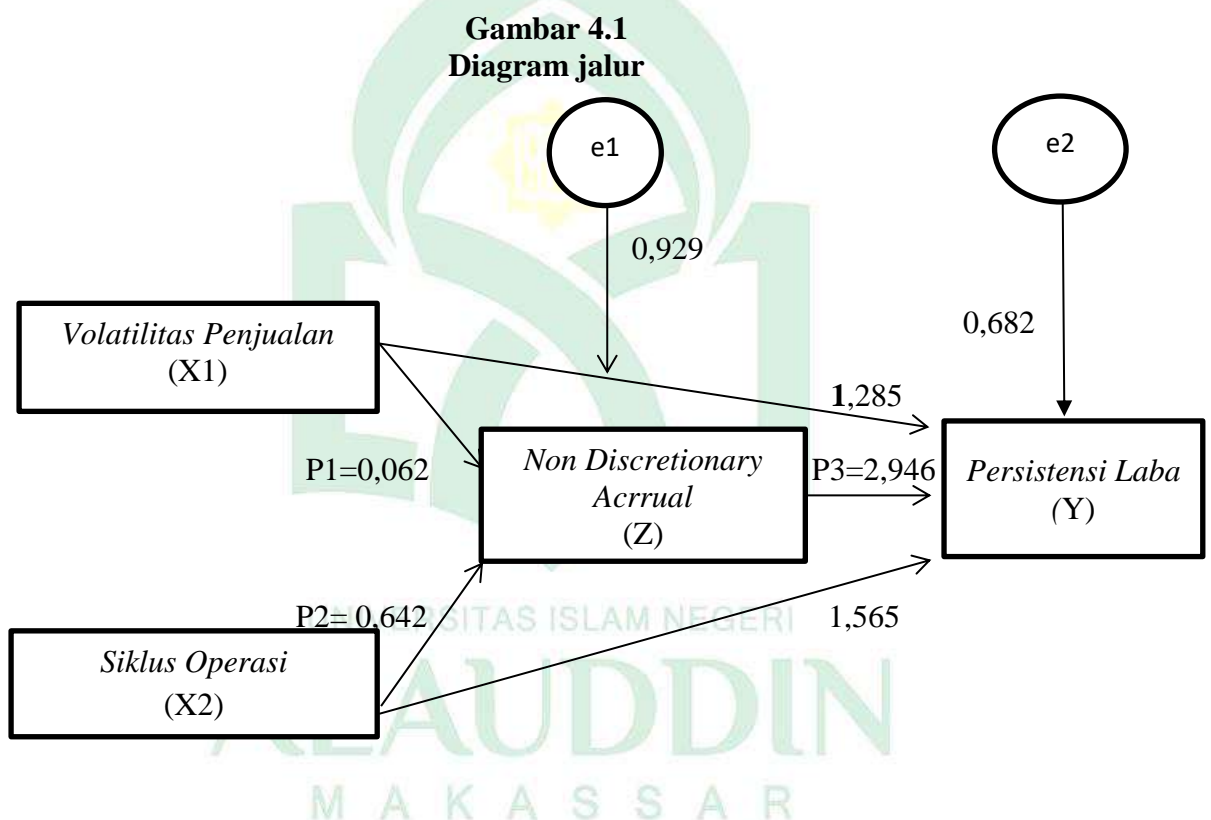 Gambar 4.1
Diagram jalur
e1
e2
0,929
0,682
Volatilitas Penjualan
(X1)
1,285
P1=0,062
Non Discretionary
Acrrual
(Z)
P3=2,946
Persistensi Laba
(Y)
P2= 0,642
1,565
Siklus Operasi
(X2)
UNIVERSITAS ISLAM NEGERI
ALAUDDIN
MAKASSAR